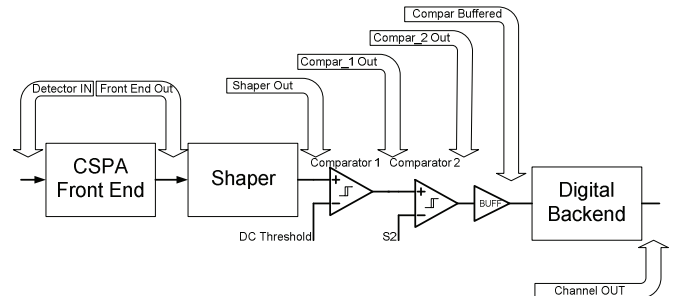 Compar Buffered
Compar_2 Out
Compar_1 Out
Detector IN
Front End Out
Shaper Out
Comparator 1
Comparator 2
CSPA
Front End
Shaper
+
-
+
-
BUFF
Digital
Backend
DC Threshold
S2
Channel OUT